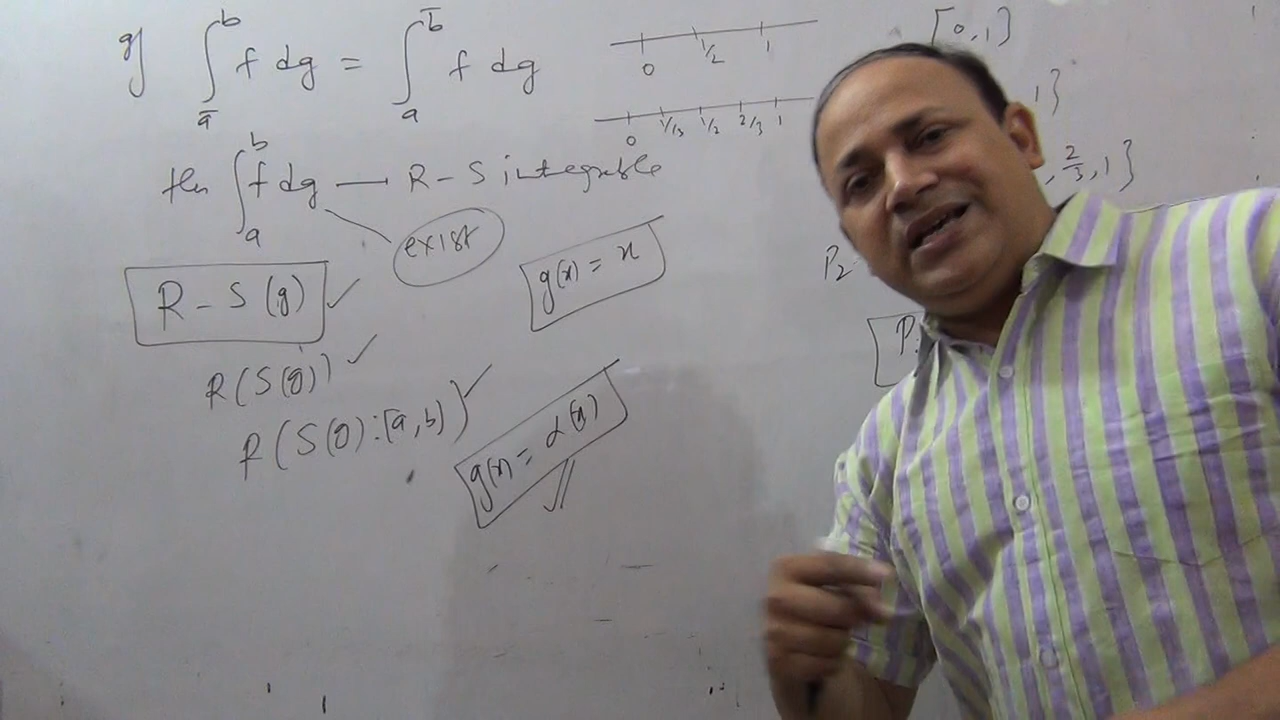 If ∫_a̲^b f dg = ∫_a^b̅ f dg
then ∫_a^b f dg — R-S integrable
exist
R-S(g) ✓
R(S(g)) ✓
R(S(g):[a,b]) ✓
g(x) = x
g(x) = α(x)
0 1/2 1
0 1/3 1/2 2/3 1
[0,1]
1}
, 2/3, 1}
P₂
P